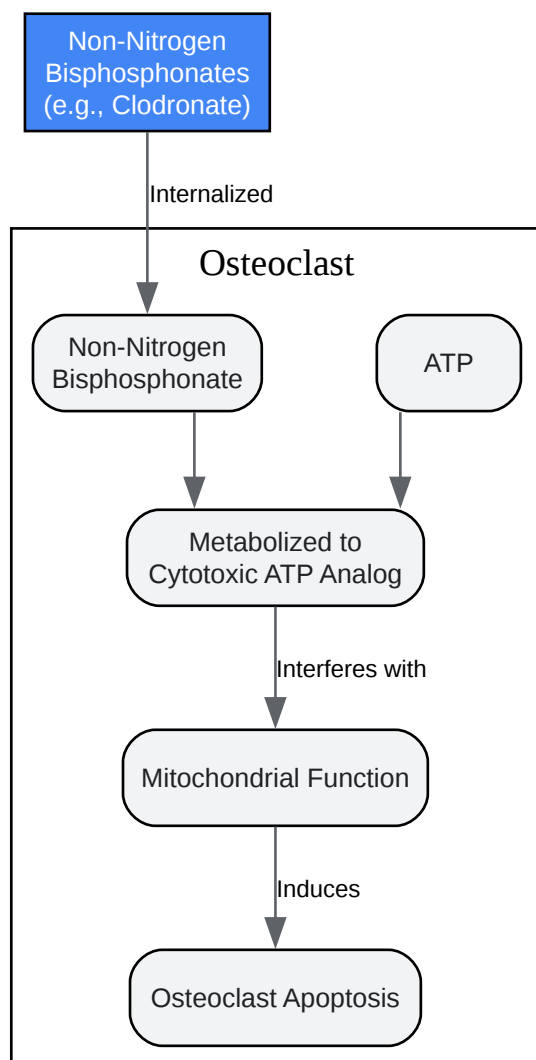 Non-Nitrogen
Bisphosphonates
(e.g., Clodronate)
Internalized
Osteoclast
Non-Nitrogen
Bisphosphonate
ATP
Metabolized to
Cytotoxic ATP Analog
Interferes with
Mitochondrial Function
Induces
Osteoclast Apoptosis